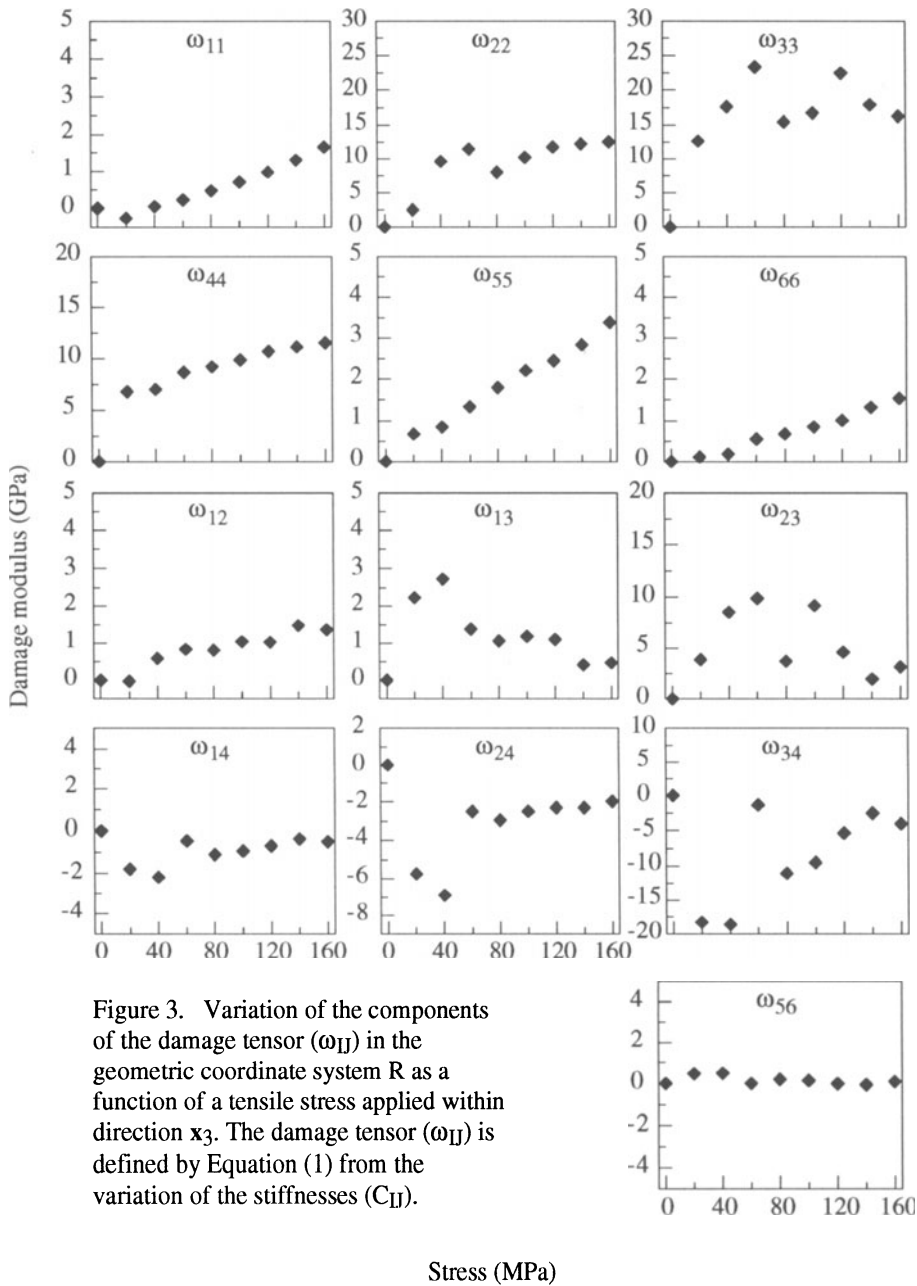 ω11
5
4
3
2
1
0
ω22
30
25
20
15
10
5
0
ω33
30
25
20
15
10
5
0
ω44
20
15
10
5
0
ω55
5
4
3
2
1
0
ω66
5
4
3
2
1
0
Damage modulus (GPa)
ω12
5
4
3
2
1
0
ω13
5
4
3
2
1
0
ω23
20
15
10
5
0
ω14
4
2
0
-2
-4
0 40 80 120 160
ω24
2
0
-2
-4
-6
-8
0 40 80 120 160
ω34
10
5
0
-5
-10
-15
-20
0 40 80 120 160
Figure 3. Variation of the components
of the damage tensor (ωIJ) in the
geometric coordinate system R as a
function of a tensile stress applied within
direction x3. The damage tensor (ωIJ) is
defined by Equation (1) from the
variation of the stiffnesses (CIJ).
ω56
4
2
0
-2
-4
0 40 80 120 160
Stress (MPa)